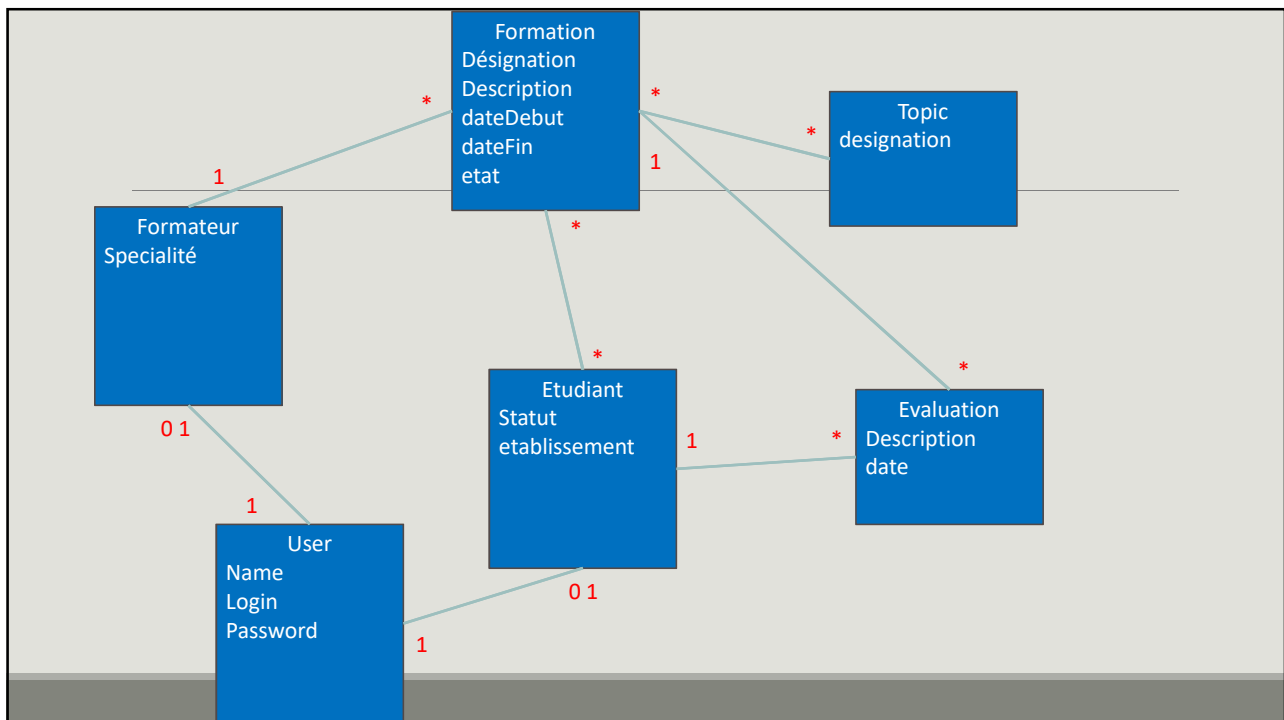 Formation
Désignation
Description
dateDebut
dateFin
etat
*
*
1
Topic
designation
*
1
Formateur
Specialité
*
*
Etudiant
Statut
etablissement
*
Evaluation
Description
date
1
*
0 1
1
User
Name
Login
Password
0 1
1